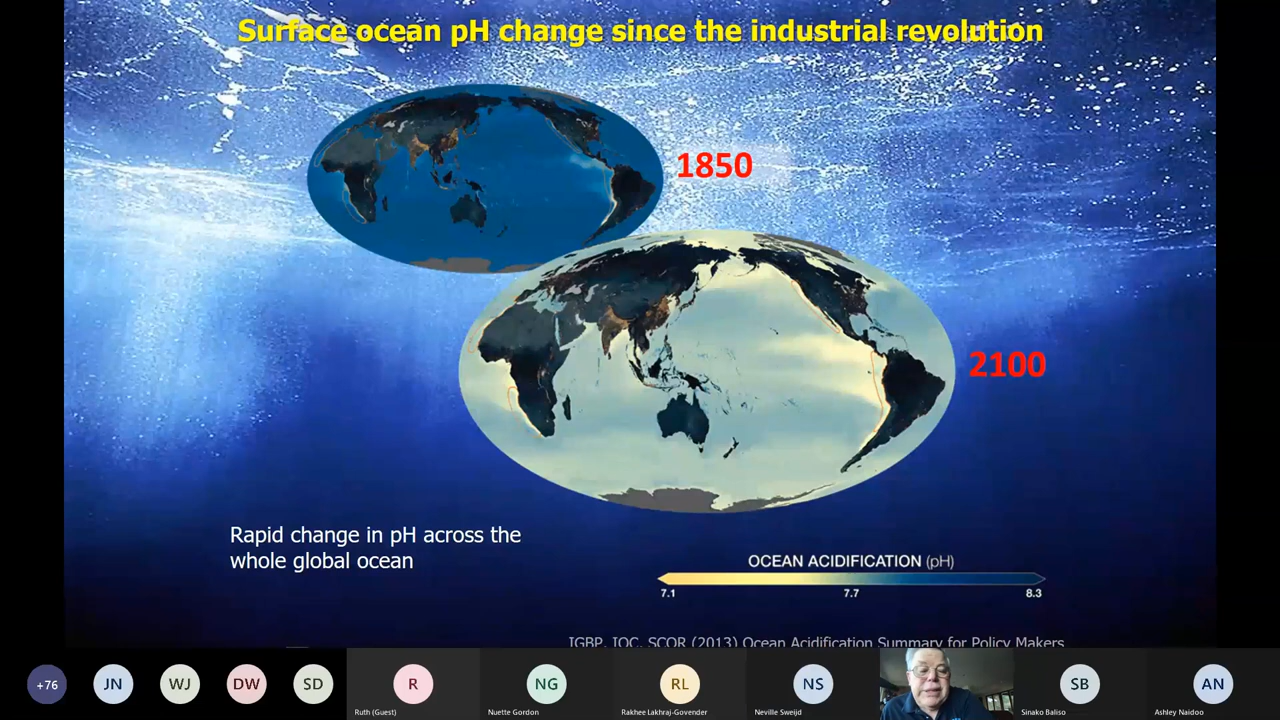 Surface ocean pH change since the industrial revolution
1850
2100
Rapid change in pH across the
whole global ocean
OCEAN ACIDIFICATION (pH)
7.1 7.7 8.3
IGBP, IOC, SCOR (2013) Ocean Acidification Summary for Policy Makers
+76 JN WJ DW SD R NG RL NS SB AN
Ruth (Guest) Nuette Gordon Rakhee Lakhraj-Govender Neville Sweijd Sinako Baliso Ashley Naidoo